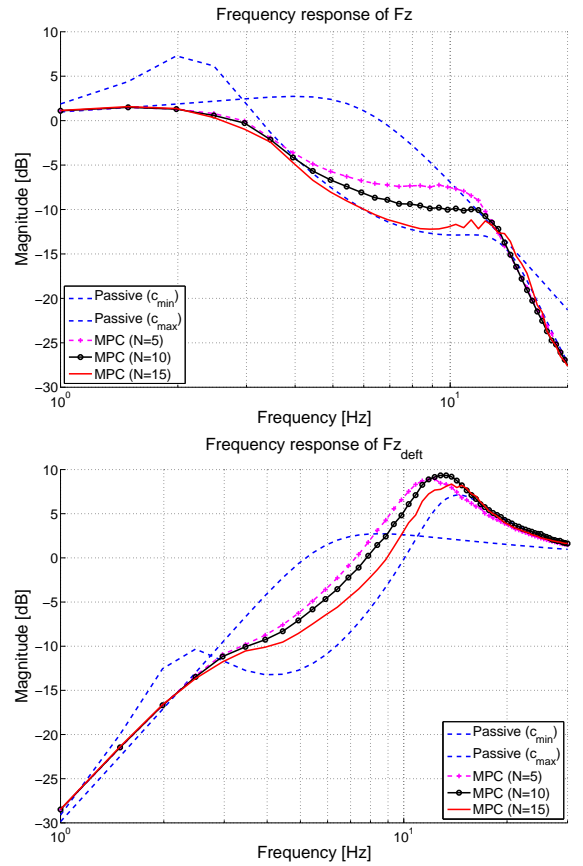 Frequency response of Fz
10
5
0
−5
−10
−15
−20
−25
−30
Magnitude [dB]
Passive (c_min)
Passive (c_max)
MPC (N=5)
MPC (N=10)
MPC (N=15)
10^0
10^1
Frequency [Hz]
Frequency response of Fz_deft
10
5
0
−5
−10
−15
−20
−25
−30
Magnitude [dB]
Passive (c_min)
Passive (c_max)
MPC (N=5)
MPC (N=10)
MPC (N=15)
10^0
10^1
Frequency [Hz]